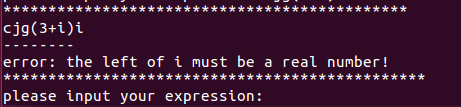 *********************************************
cjg(3+i)i
--------
error: the left of i must be a real number!
***********************************************
please input your expression: